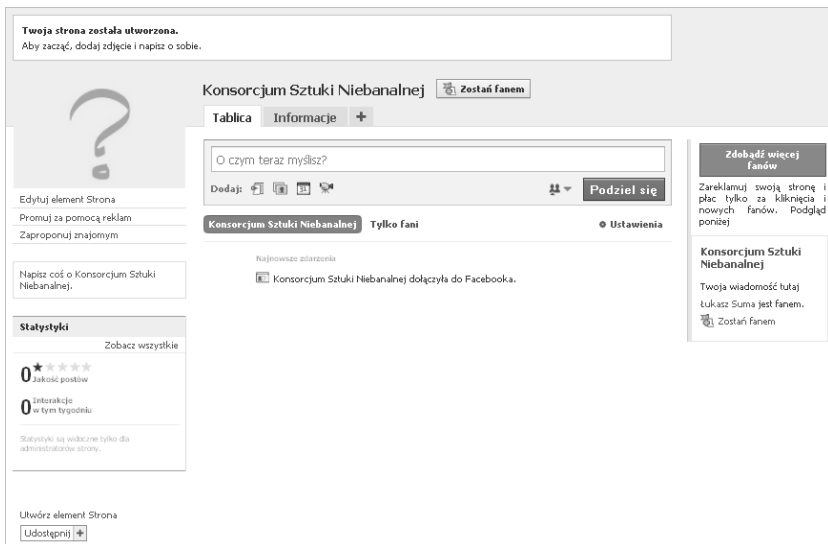 Twoja strona została utworzona.
Aby zacząć, dodaj zdjęcie i napisz o sobie.
Konsorcjum Sztuki Niebanalnej
Zostań fanem
Tablica Informacje +
O czym teraz myślisz?
Dodaj: 31
Podziel się
Konsorcjum Sztuki Niebanalnej Tylko fani
Ustawienia
Najnowsze zdarzenia
Konsorcjum Sztuki Niebanalnej dołączyła do Facebooka.
?
Edytuj element Strona
Promuj za pomocą reklam
Zaproponuj znajomym
Napisz coś o Konsorcjum Sztuki
Niebanalnej.
Statystyki
Zobacz wszystkie
0 Jakość postów
0 Interakcje
w tym tygodniu
Statystyki są widoczne tylko dla
administratorów strony.
Utwórz element Strona
Udostępnij +
Zdobądź więcej
fanów
Zareklamuj swoją stronę i
płac tylko za kliknięcia i
nowych fanów. Podgląd
poniżej
Konsorcjum Sztuki
Niebanalnej
Twoja wiadomość tutaj
Łukasz Suma jest fanem.
Zostań fanem